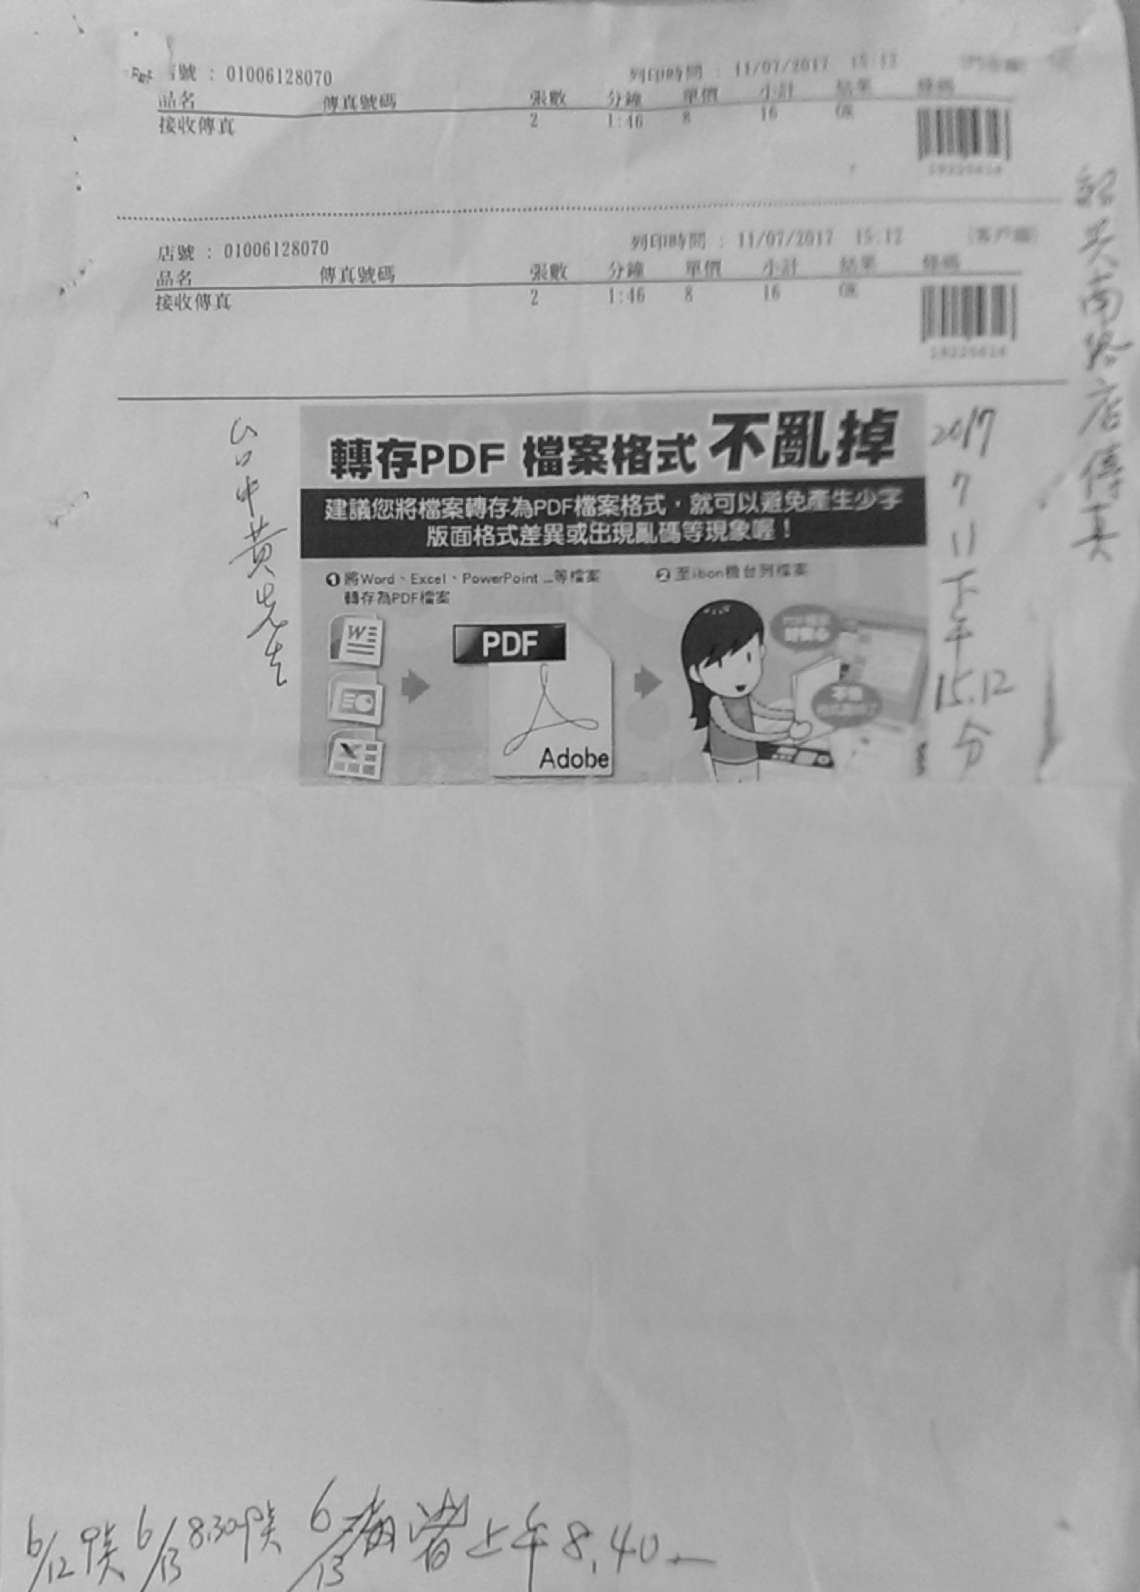 號 : 01006128070 列印時間 : 11/07/2017 15:12
品名 傳真號碼 張數 分鐘 單價 小計 結果 條碼
接收傳真 2 1:46 8 16 OK
店號 : 01006128070 列印時間 : 11/07/2017 15:12 (客戶聯)
品名 傳真號碼 張數 分鐘 單價 小計 結果 條碼
接收傳真 2 1:46 8 16 OK
轉存PDF 檔案格式 不亂掉
建議您將檔案轉存為PDF檔案格式，就可以避免產生少字
版面格式差異或出現亂碼等現象喔！
❶ 將Word、Excel、PowerPoint ...等檔案
轉存為PDF檔案
❷ 至ibon機台列檔案
W
PDF
X
Adobe
台中黃先生
2017
7
11
下午
15.12
分
吳南路店傳真
6/12 6/13 8.30 6/13 上午8.40